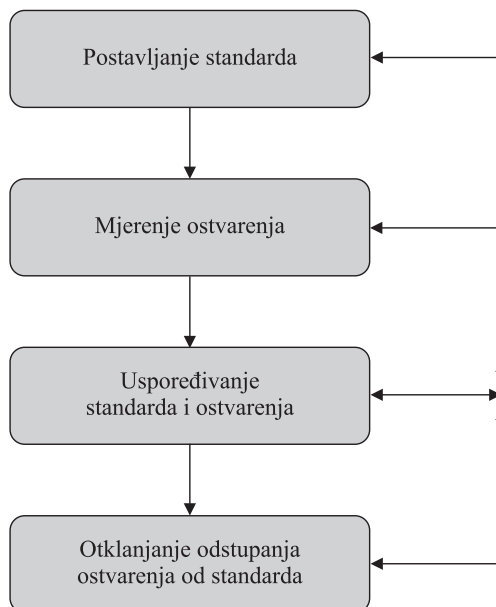 Postavljanje standarda
Mjerenje ostvarenja
Uspoređivanje
standarda i ostvarenja
Otklanjanje odstupanja
ostvarenja od standarda